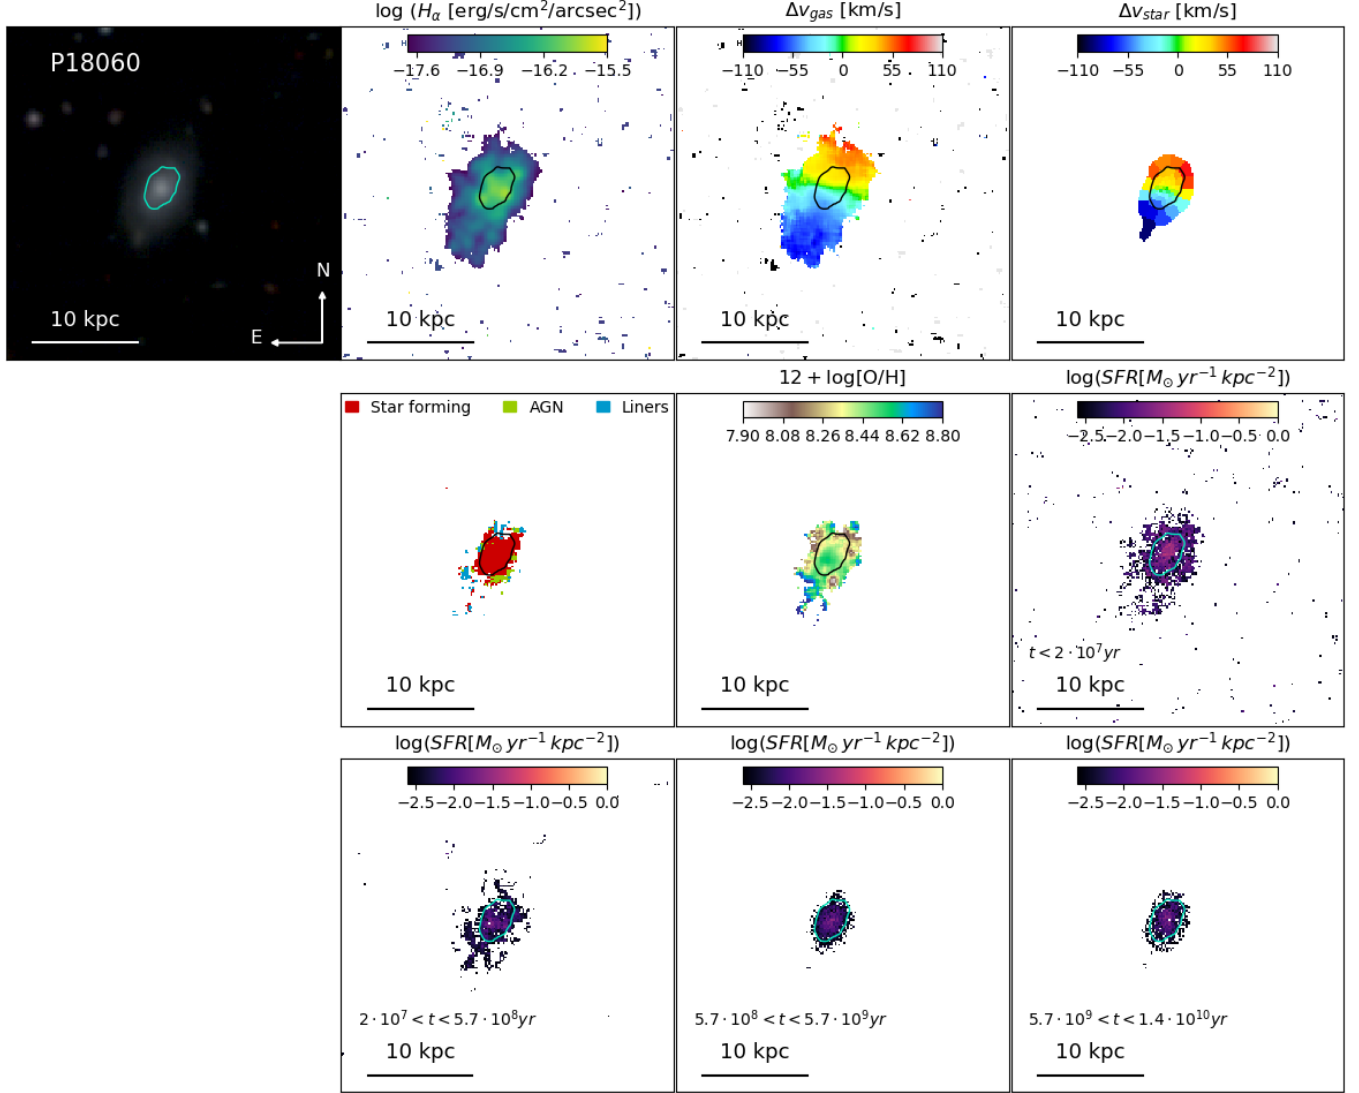 log (Hα [erg/s/cm²/arcsec²])
Δv_gas [km/s]
Δv_star [km/s]
P18060
−17.6 −16.9 −16.2 −15.5
−110 −55 0 55 110
−110 −55 0 55 110
N
E
10 kpc
10 kpc
10 kpc
10 kpc
12 + log[O/H]
log(SFR[M⊙ yr⁻¹ kpc⁻²])
Star forming AGN Liners
7.90 8.08 8.26 8.44 8.62 8.80
−2.5 −2.0 −1.5 −1.0 −0.5 0.0
t < 2 · 10⁷yr
10 kpc
10 kpc
10 kpc
log(SFR[M⊙ yr⁻¹ kpc⁻²])
log(SFR[M⊙ yr⁻¹ kpc⁻²])
log(SFR[M⊙ yr⁻¹ kpc⁻²])
−2.5 −2.0 −1.5 −1.0 −0.5 0.0
−2.5 −2.0 −1.5 −1.0 −0.5 0.0
−2.5 −2.0 −1.5 −1.0 −0.5 0.0
2 · 10⁷ < t < 5.7 · 10⁸yr
5.7 · 10⁸ < t < 5.7 · 10⁹yr
5.7 · 10⁹ < t < 1.4 · 10¹⁰yr
10 kpc
10 kpc
10 kpc